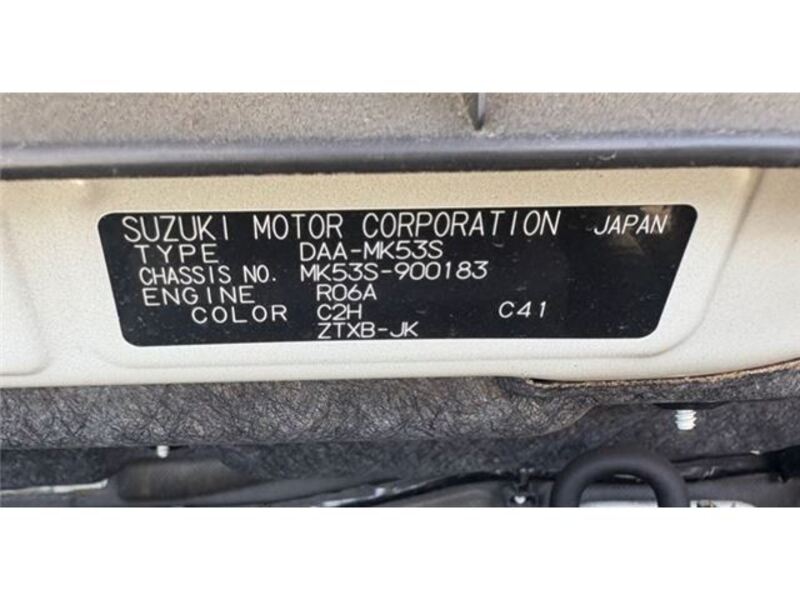 SUZUKI MOTOR CORPORATION JAPAN
TYPE DAA-MK53S
CHASSIS NO. MK53S-900183
ENGINE R06A
COLOR C2H C41
ZTXB-JK